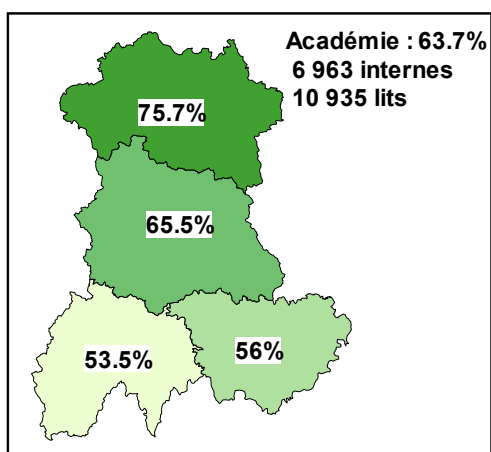 Académie : 63.7%
6 963 internes
10 935 lits
75.7%
65.5%
53.5%
56%